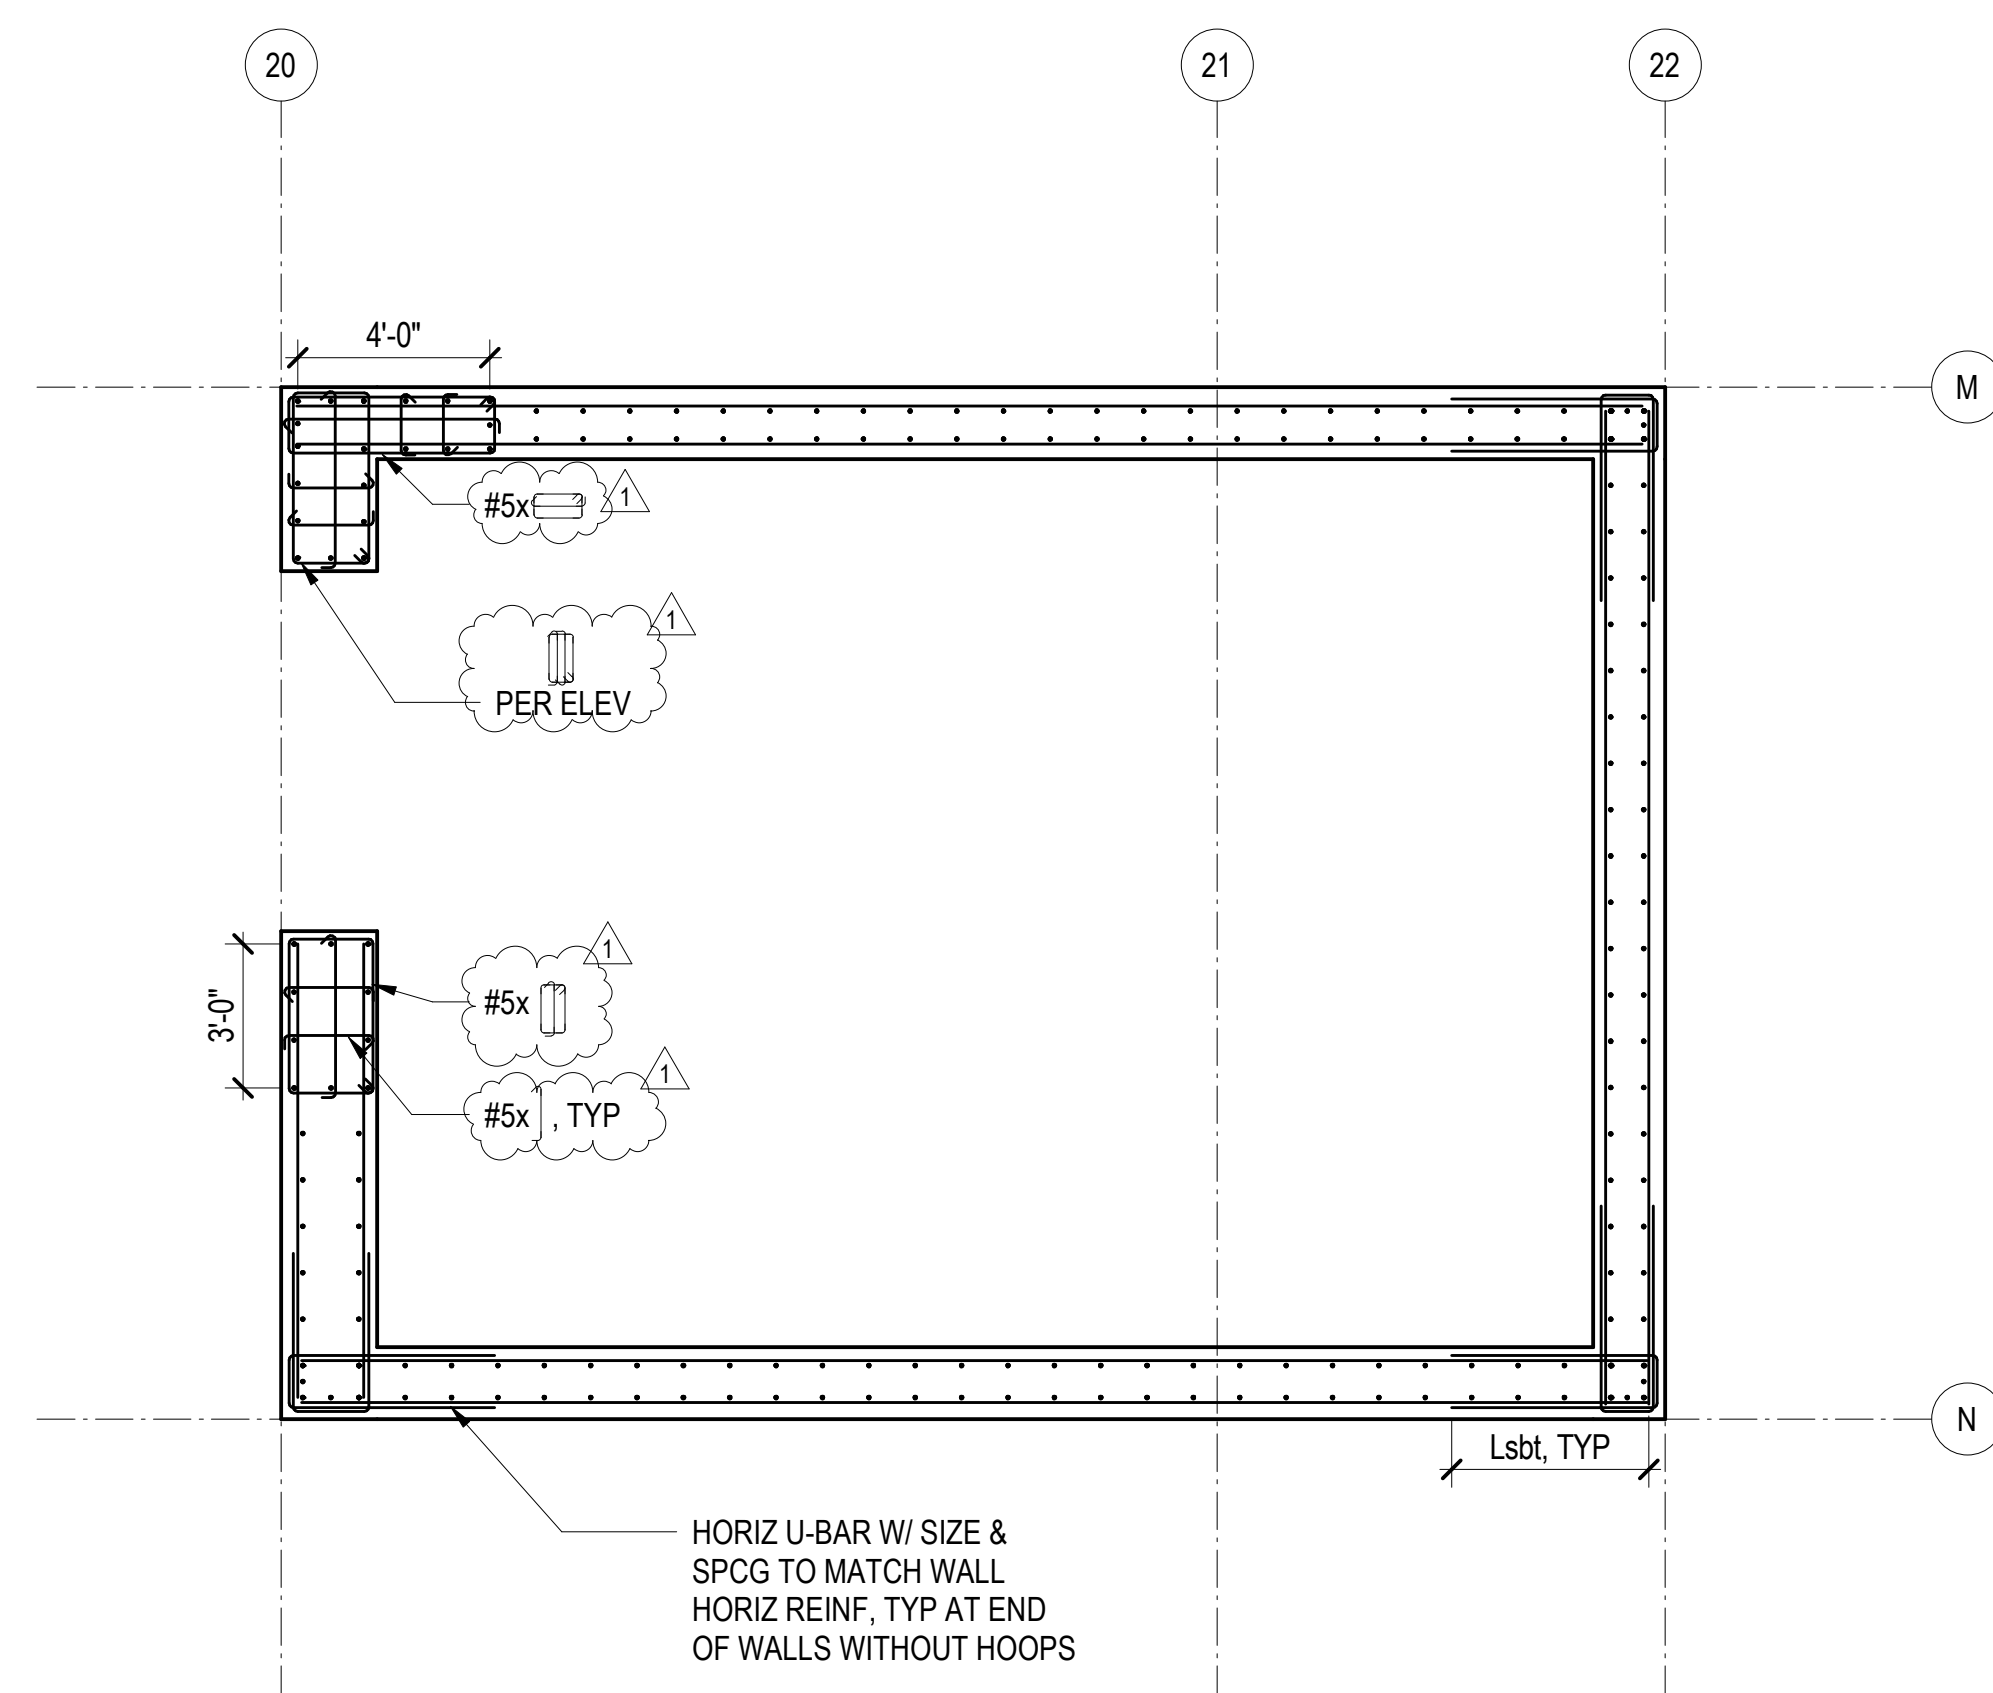 20
21
22
4'-0"
M
#5x
1
1
PER ELEV
1
#5x
3'-0"
1
#5x , TYP
N
Lsbt, TYP
HORIZ U-BAR W/ SIZE &
SPCG TO MATCH WALL
HORIZ REINF, TYP AT END
OF WALLS WITHOUT HOOPS